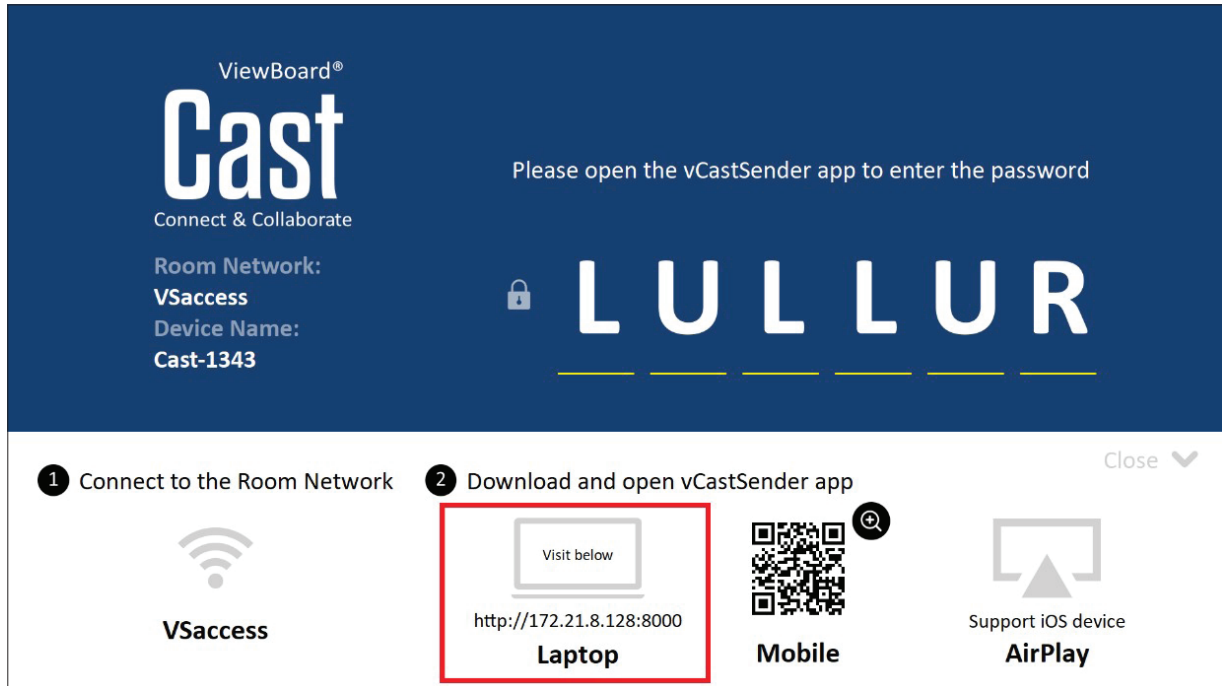 ViewBoard®
Cast
Connect & Collaborate
Room Network:
VSaccess
Device Name:
Cast-1343
Please open the vCastSender app to enter the password
LULLUR
Close
1 Connect to the Room Network
VSaccess
2 Download and open vCastSender app
Visit below
http://172.21.8.128:8000
Laptop
Mobile
Support iOS device
AirPlay